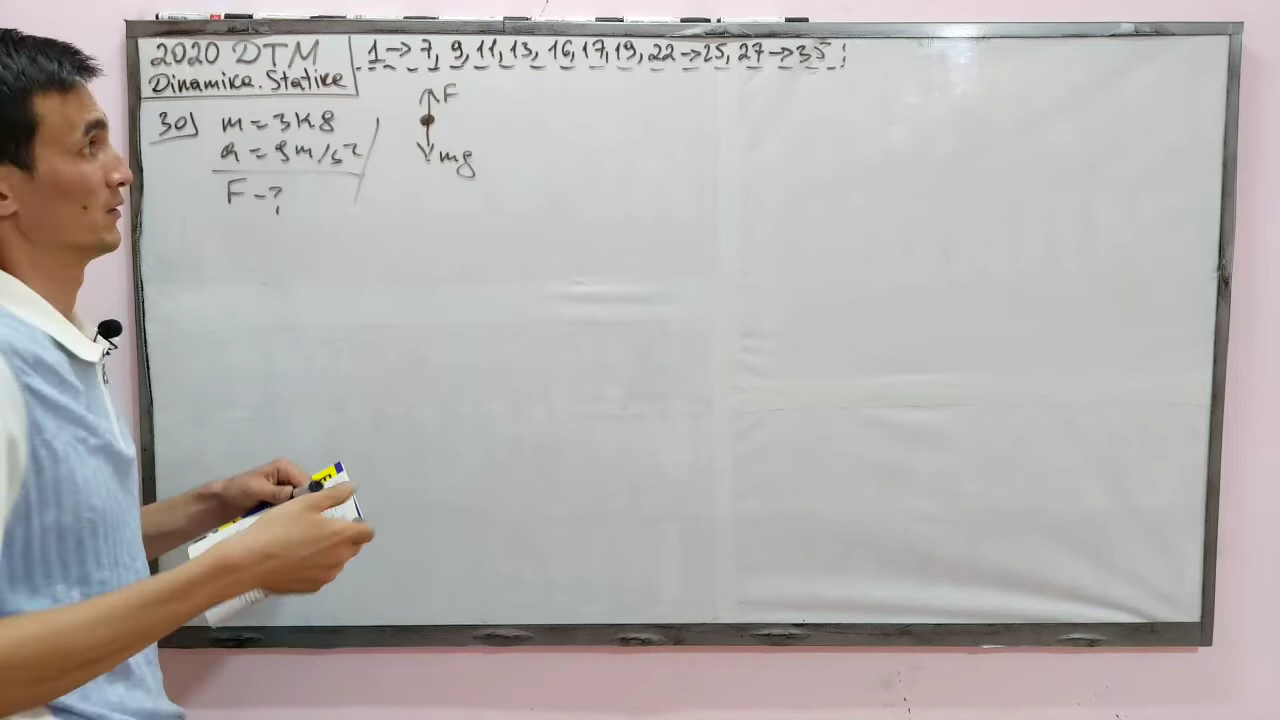 2020 DTM
Dinamika. Statika
1 → 7, 9, 11, 13, 16, 17, 19, 22 → 25, 27 → 35!
30) m = 3 kg
a = 9 m/s²
F - ?
F
mg